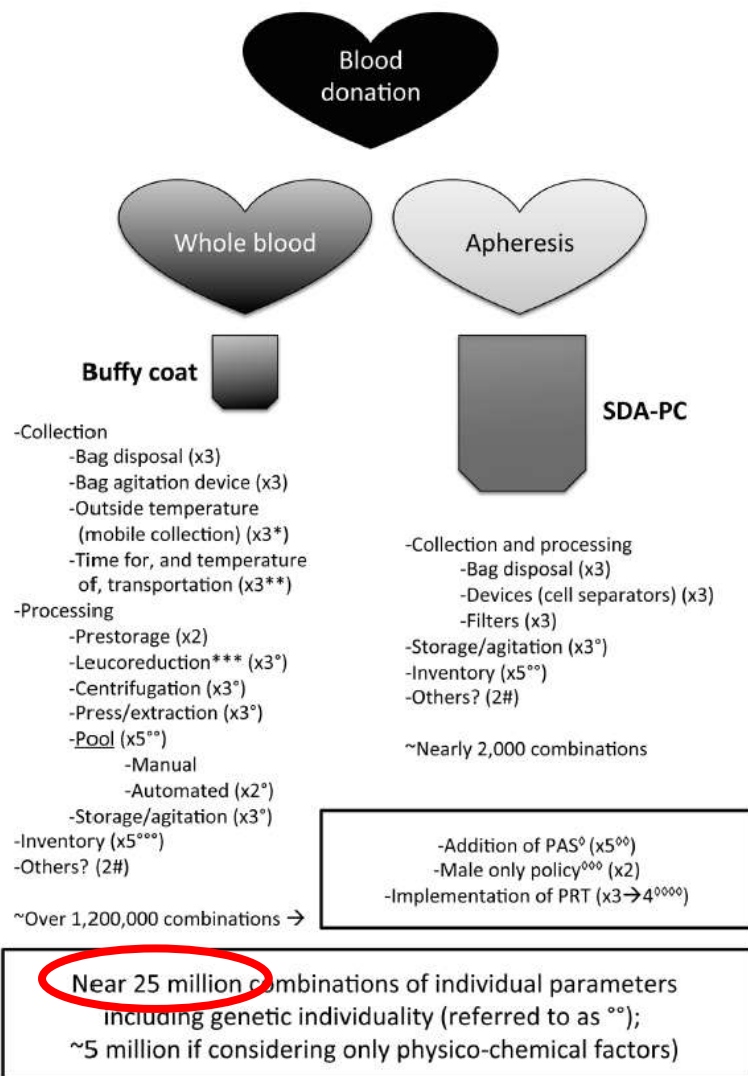 Blood
donation
Whole blood
Apheresis
Buffy coat
SDA-PC
-Collection
-Bag disposal (x3)
-Bag agitation device (x3)
-Outside temperature
(mobile collection) (x3*)
-Time for, and temperature
of, transportation (x3**)
-Processing
-Prestorage (x2)
-Leucoreduction*** (x3°)
-Centrifugation (x3°)
-Press/extraction (x3°)
-Pool (x5°°)
-Manual
-Automated (x2°)
-Storage/agitation (x3°)
-Inventory (x5°°°)
-Others? (2#)
~Over 1,200,000 combinations →
-Collection and processing
-Bag disposal (x3)
-Devices (cell separators) (x3)
-Filters (x3)
-Storage/agitation (x3°)
-Inventory (x5°°)
-Others? (2#)
~Nearly 2,000 combinations
-Addition of PAS◊ (x5◊◊)
-Male only policy◊◊◊ (x2)
-Implementation of PRT (x3→4◊◊◊◊)
Near 25 million combinations of individual parameters
including genetic individuality (referred to as °°;
~5 million if considering only physico-chemical factors)